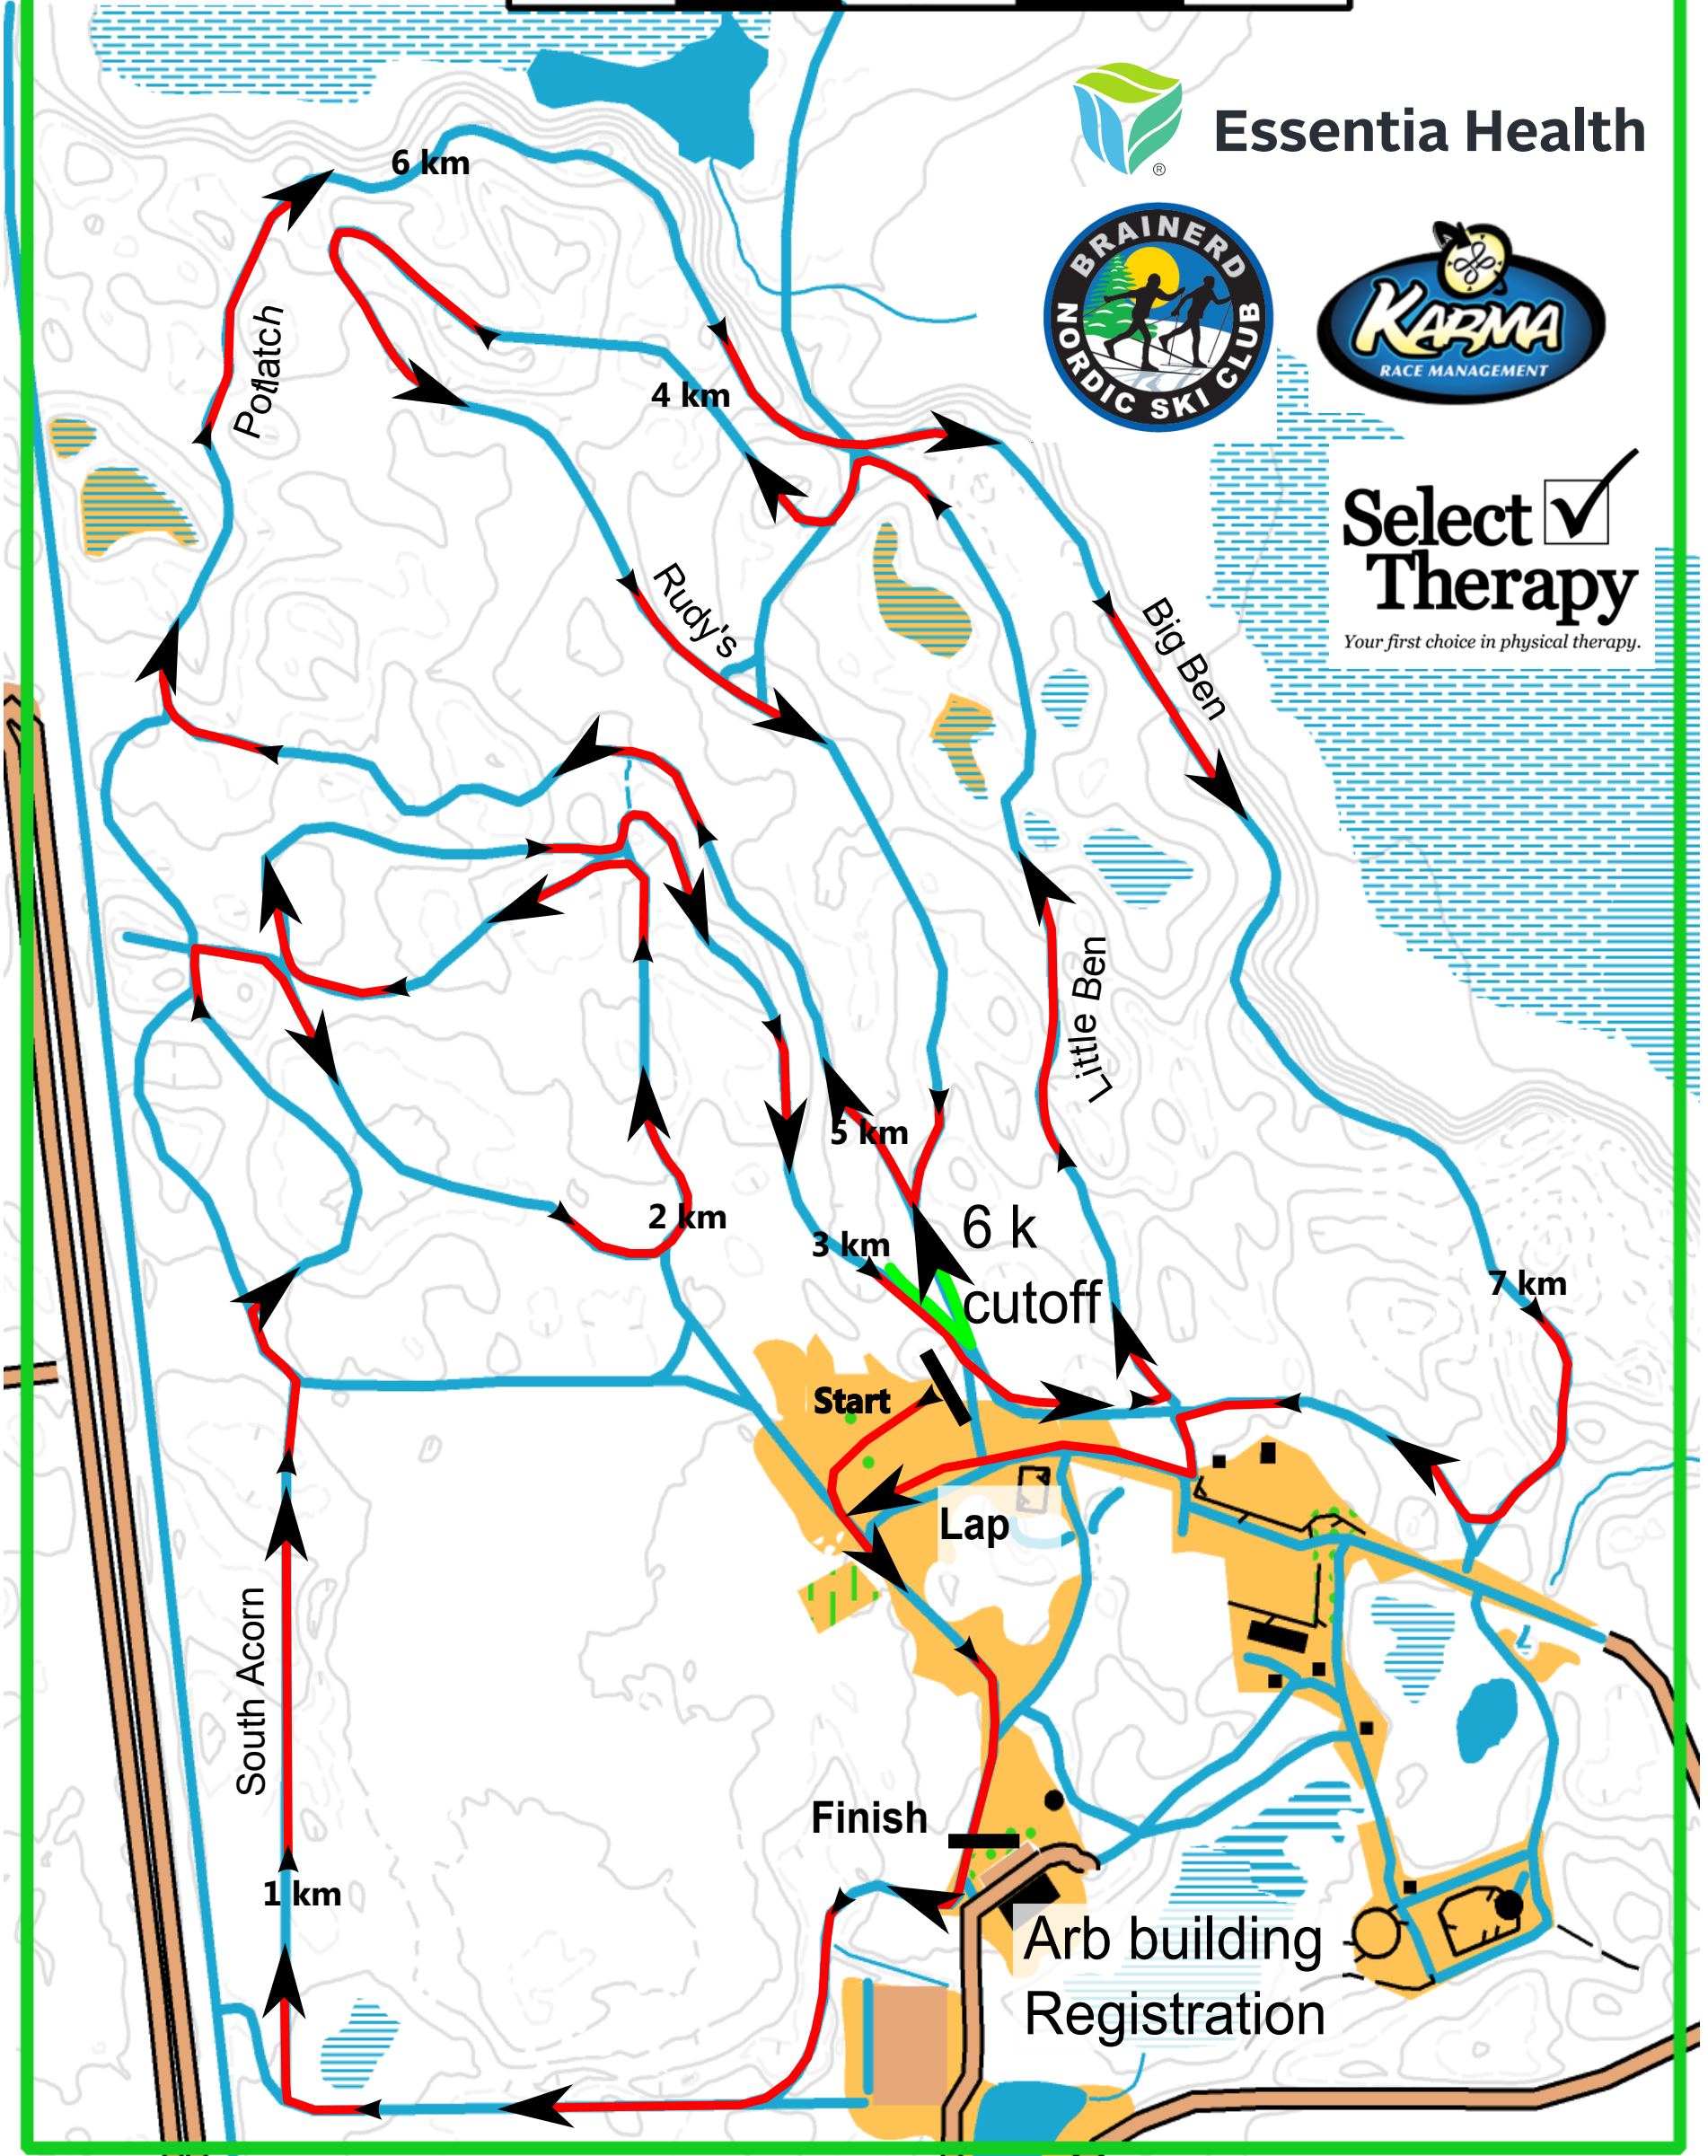 Essentia Health
®
6 km
BRAINERD
NORDIC SKI CLUB
KARMA
RACE MANAGEMENT
Potlatch
4 km
Select
Therapy
Your first choice in physical therapy.
Rudy's
Big Ben
Little Ben
5 km
2 km
3 km
6 k
cutoff
7 km
Start
Lap
South Acorn
Finish
1 km
Arb building
Registration